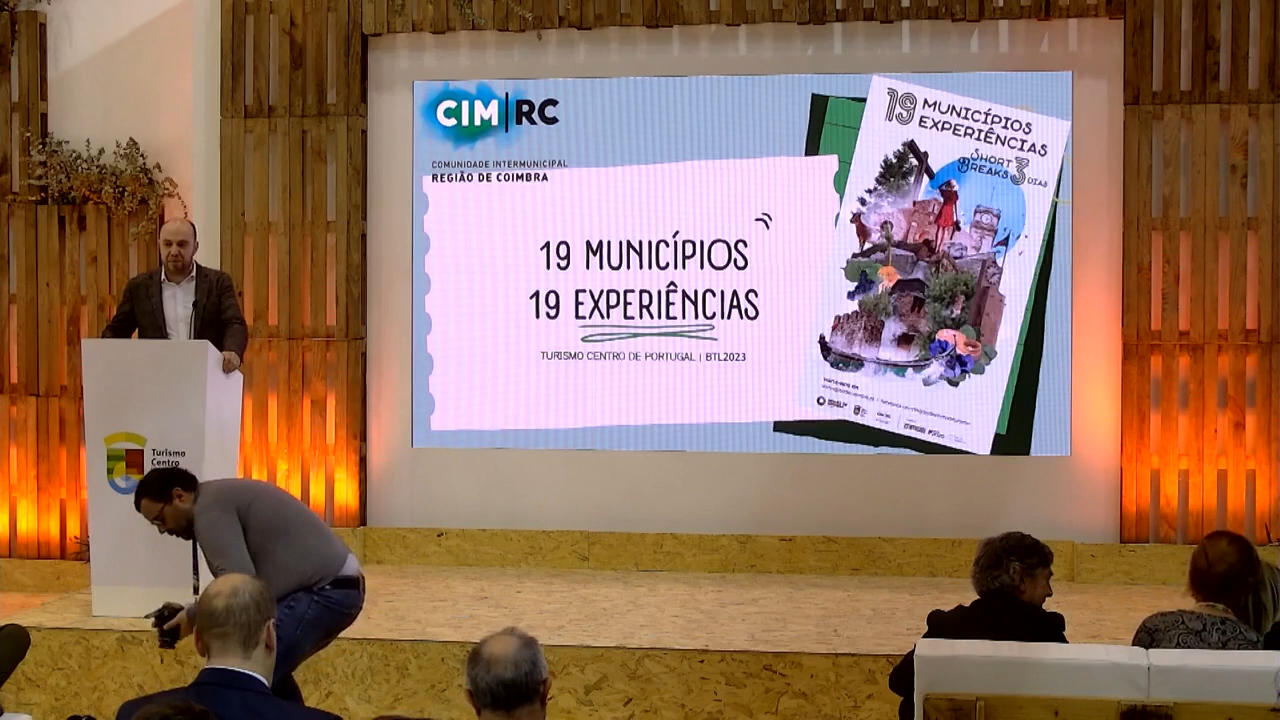 CIM|RC
COMUNIDADE INTERMUNICIPAL
REGIÃO DE COIMBRA
19 MUNICÍPIOS
19 EXPERIÊNCIAS
TURISMO CENTRO DE PORTUGAL | BTL2023
19 MUNICÍPIOS
EXPERIÊNCIAS
SHORT
BREAKS 3 DIAS
Turismo
Centro